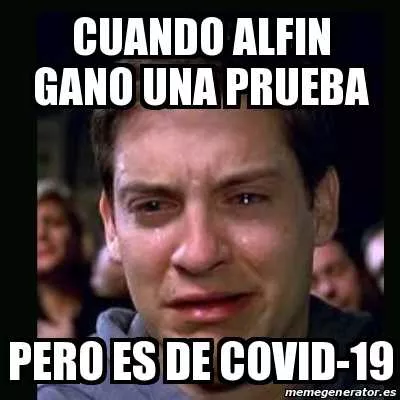 CUANDO ALFIN
GANO UNA PRUEBA
PERO ES DE COVID-19
memegenerator.es